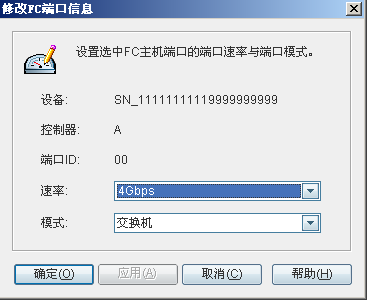 修改FC端口信息
设置选中FC主机端口的端口速率与端口模式。
设备: SN_11111111119999999999
控制器: A
端口ID: 00
速率: 4Gbps
模式: 交换机
确定(O) 应用(A) 取消(C) 帮助(H)